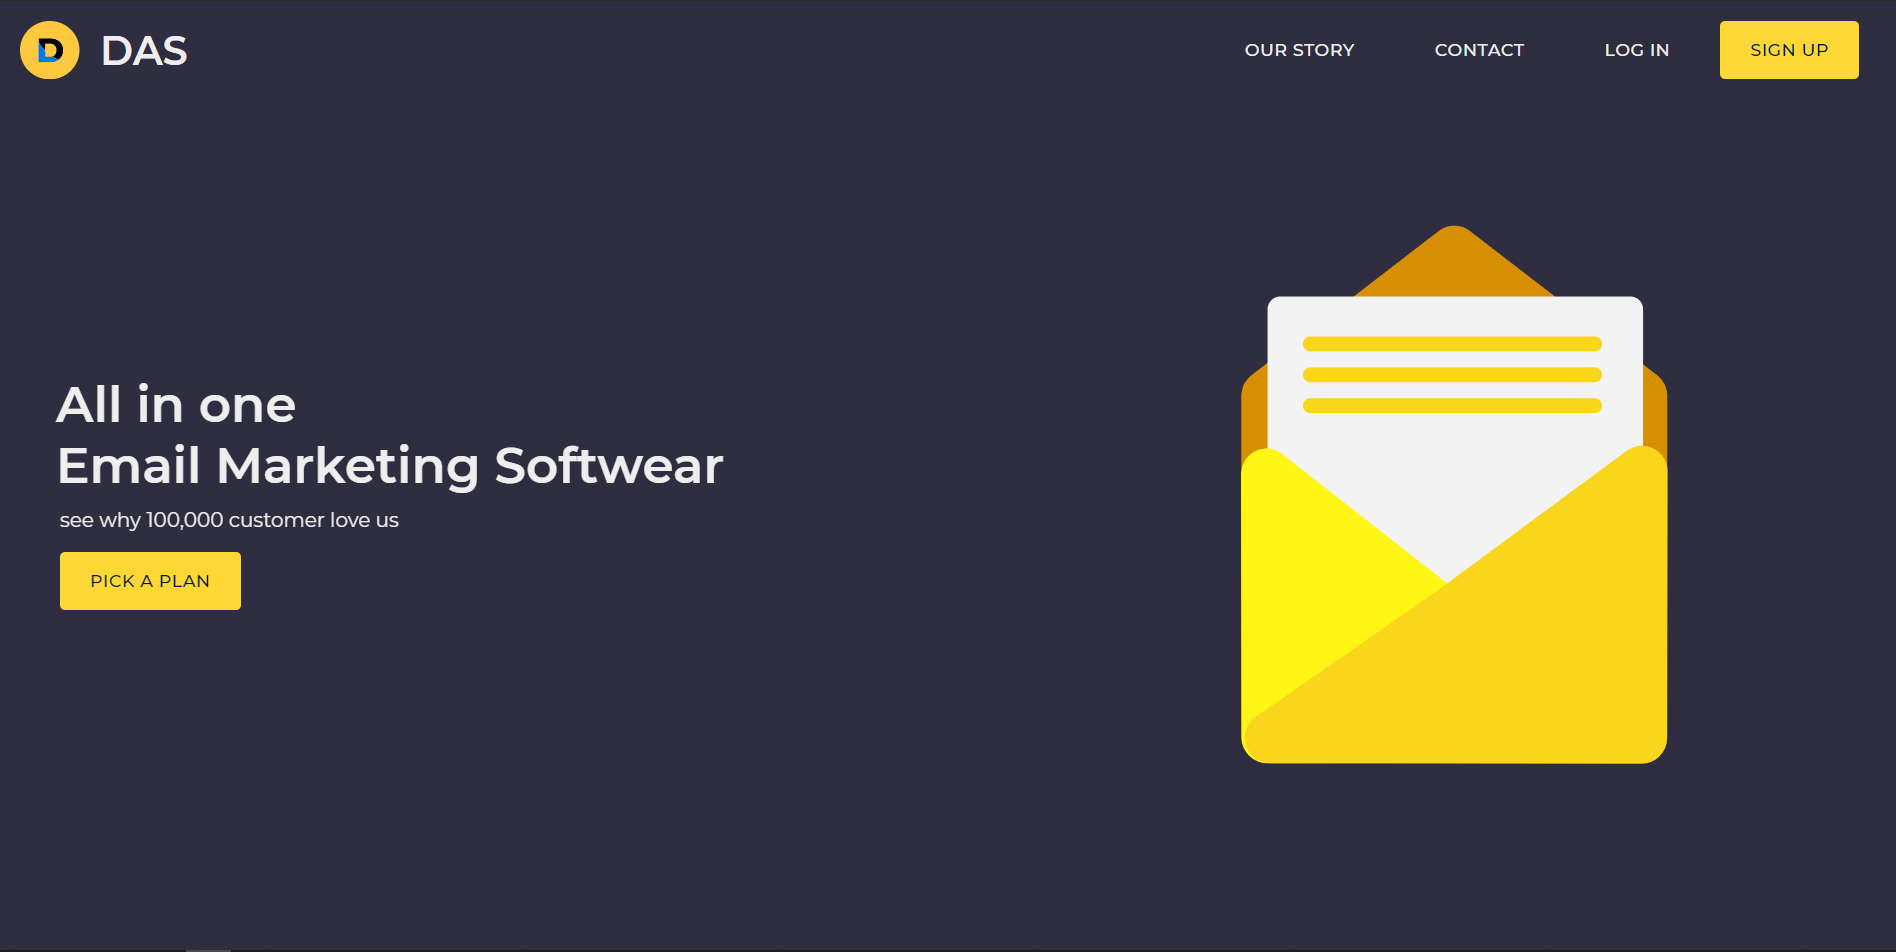 D DAS
OUR STORY CONTACT LOG IN SIGN UP
All in one
Email Marketing Softwear
see why 100,000 customer love us
PICK A PLAN